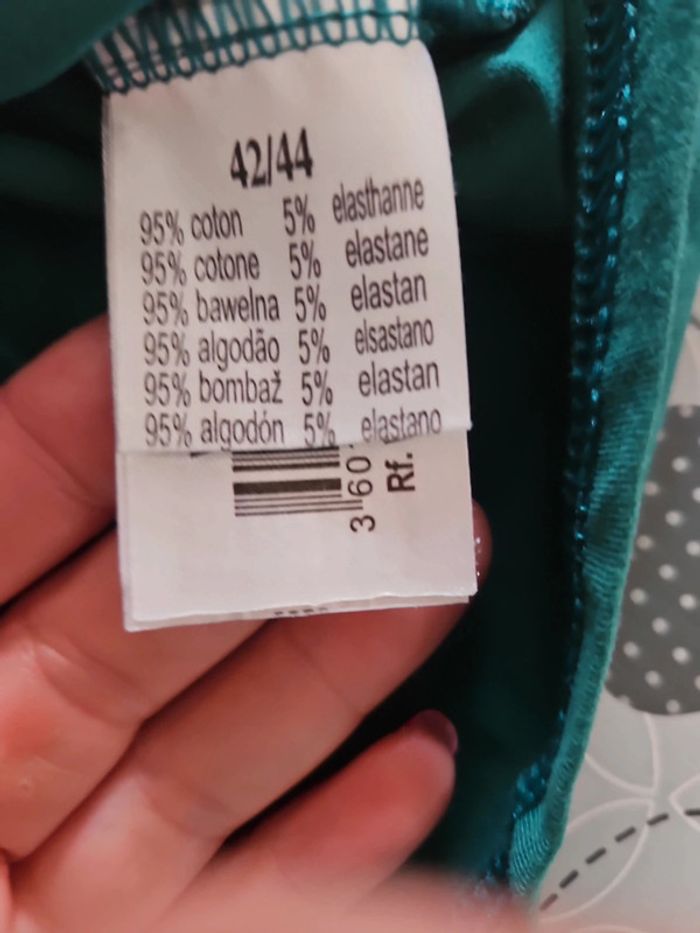 42/44
95% coton 5% elasthanne
95% cotone 5% elastane
95% bawelna 5% elastan
95% algodão 5% elsastano
95% bombaž 5% elastan
95% algodón 5% elastano
3 60
Rf.